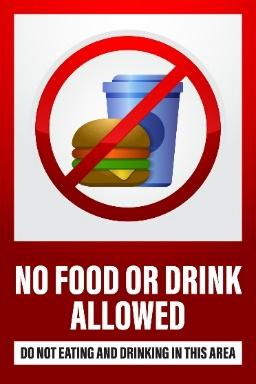 NO FOOD OR DRINK
ALLOWED
DO NOT EATING AND DRINKING IN THIS AREA